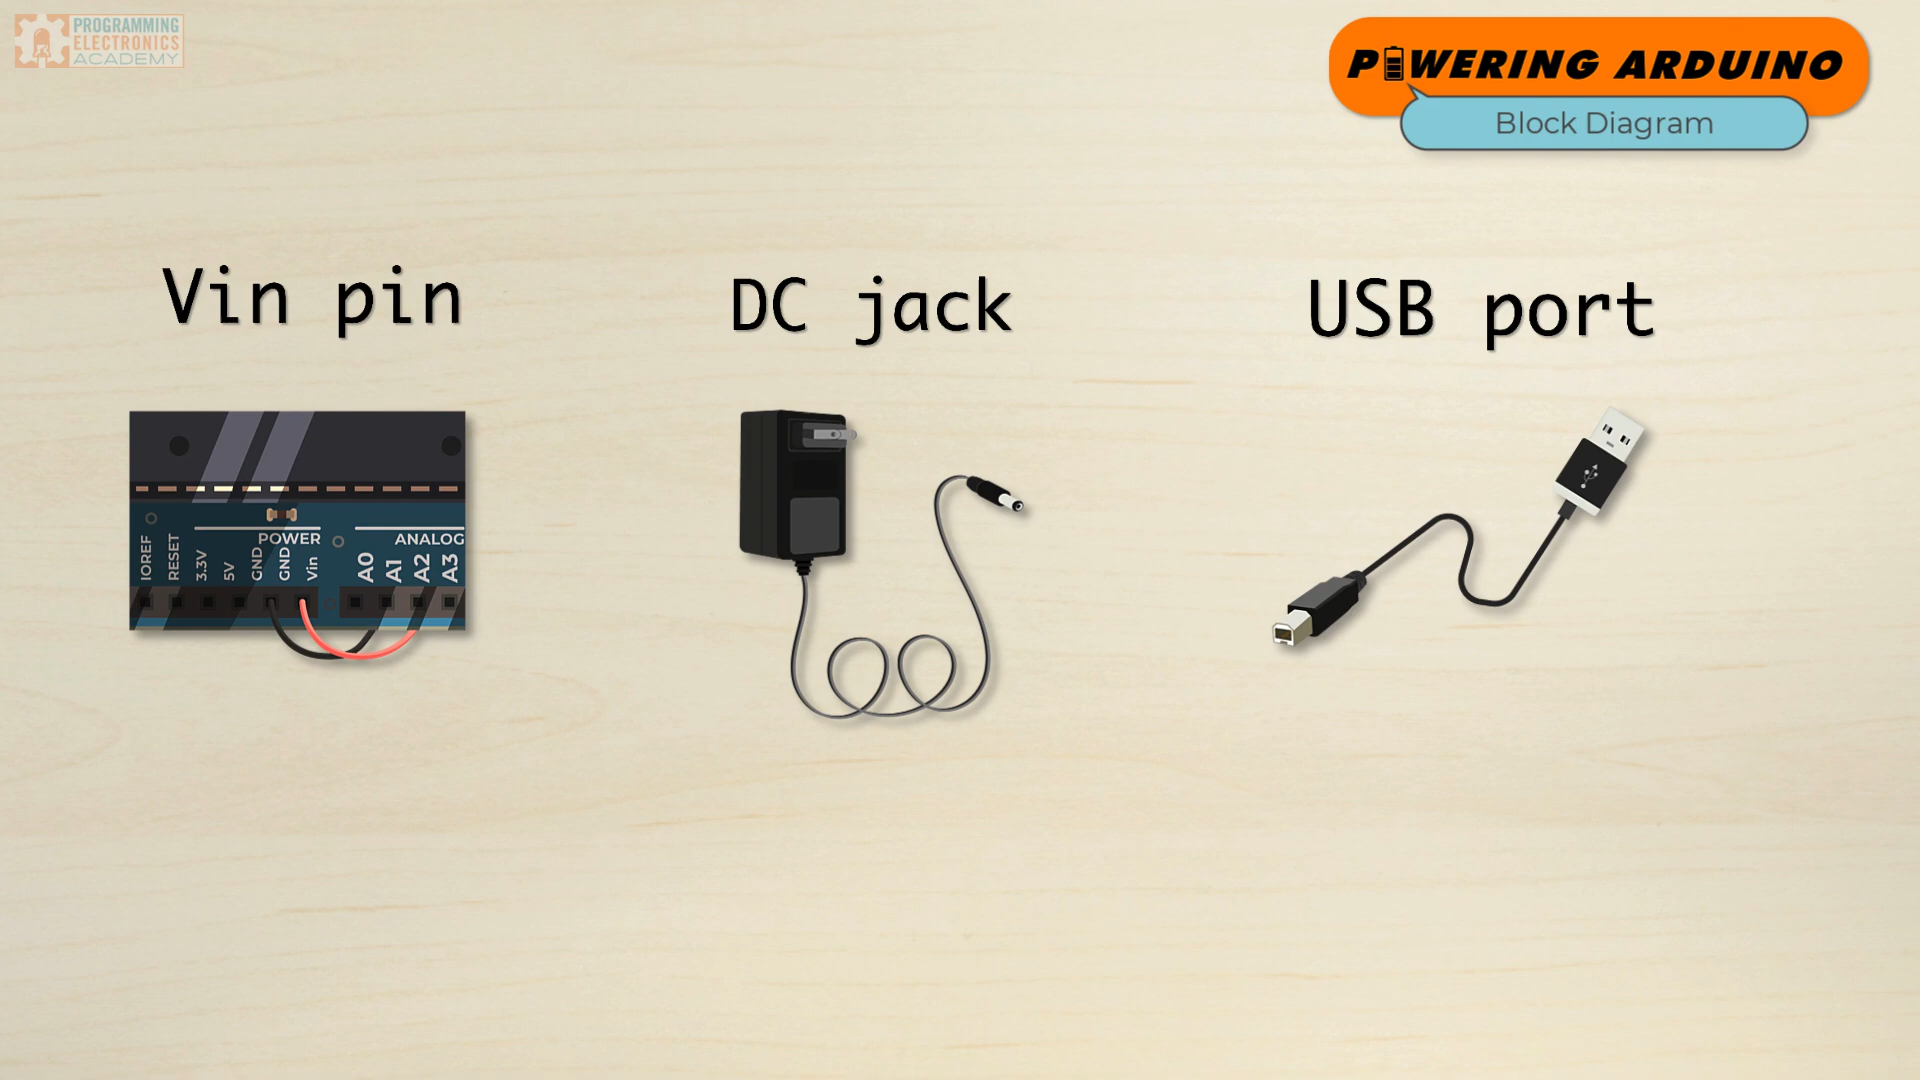 PROGRAMMING
ELECTRONICS
ACADEMY
POWERING ARDUINO
Block Diagram
Vin pin
DC jack
USB port
POWER
ANALOG
IOREF
RESET
3.3V
5V
GND
GND
Vin
A0
A1
A2
A3